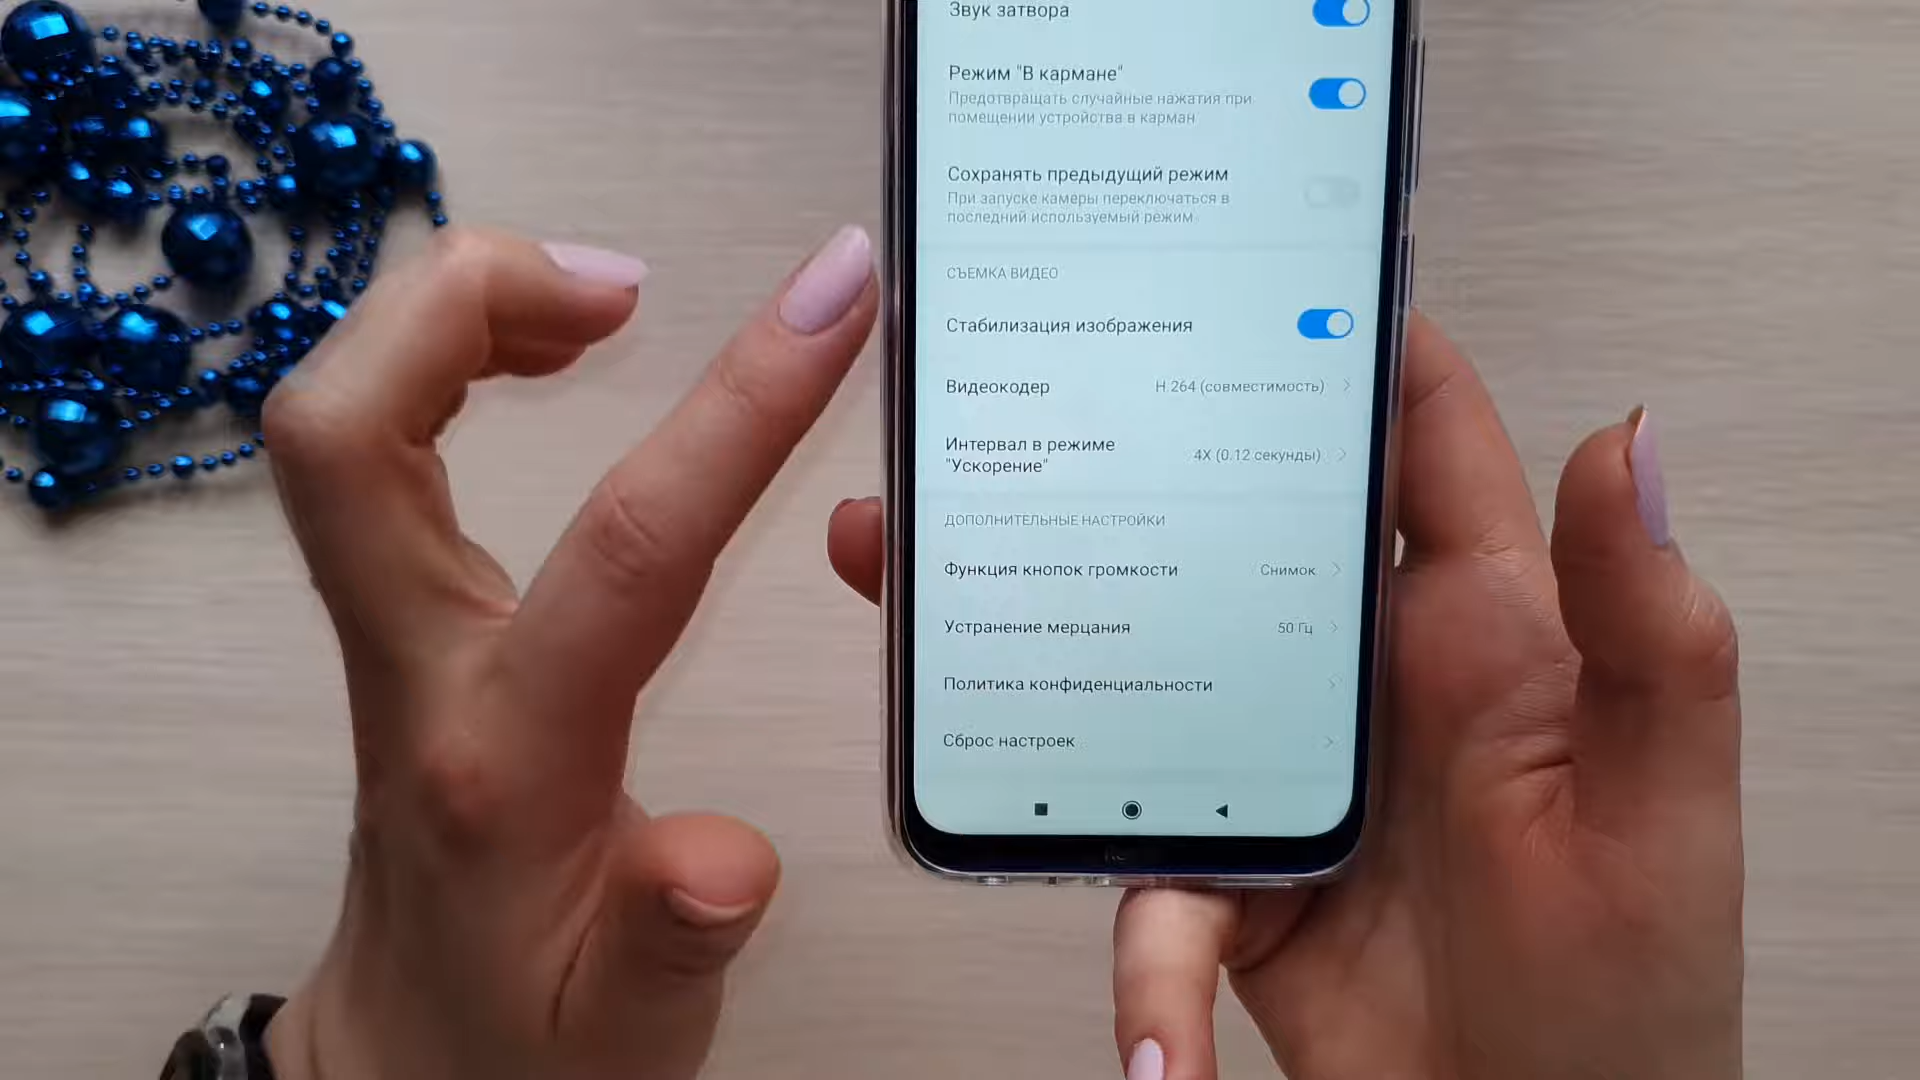 Звук затвора
Режим "В кармане"
Предотвращать случайные нажатия при
помещении устройства в карман
Сохранять предыдущий режим
При запуске камеры переключаться в
последний используемый режим
СЪЕМКА ВИДЕО
Стабилизация изображения
Видеокодер H.264 (совместимость)
Интервал в режиме
"Ускорение" 4X (0.12 секунды)
ДОПОЛНИТЕЛЬНЫЕ НАСТРОЙКИ
Функция кнопок громкости Снимок
Устранение мерцания 50 Гц
Политика конфиденциальности
Сброс настроек